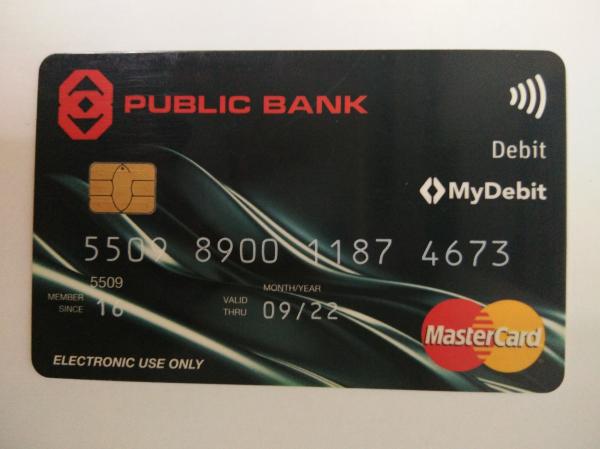 PUBLIC BANK
Debit
MyDebit
5509 8900 1187 4673
5509
MONTH/YEAR
MEMBER SINCE 16 VALID THRU 09/22
MasterCard
ELECTRONIC USE ONLY